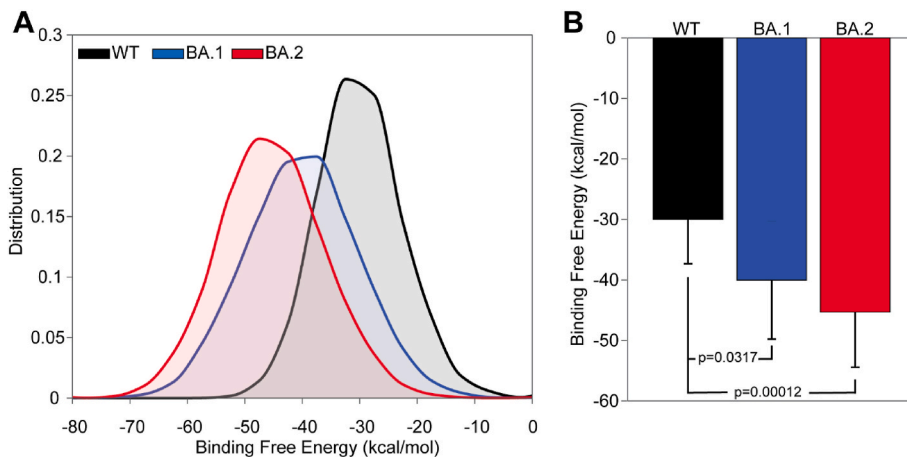 A
WT BA.1 BA.2
Distribution
0.3
0.25
0.2
0.15
0.1
0.05
0
-80 -70 -60 -50 -40 -30 -20 -10 0
Binding Free Energy (kcal/mol)
B
WT BA.1 BA.2
Binding Free Energy (kcal/mol)
0
-10
-20
-30
-40
-50
-60
p=0.0317
p=0.00012